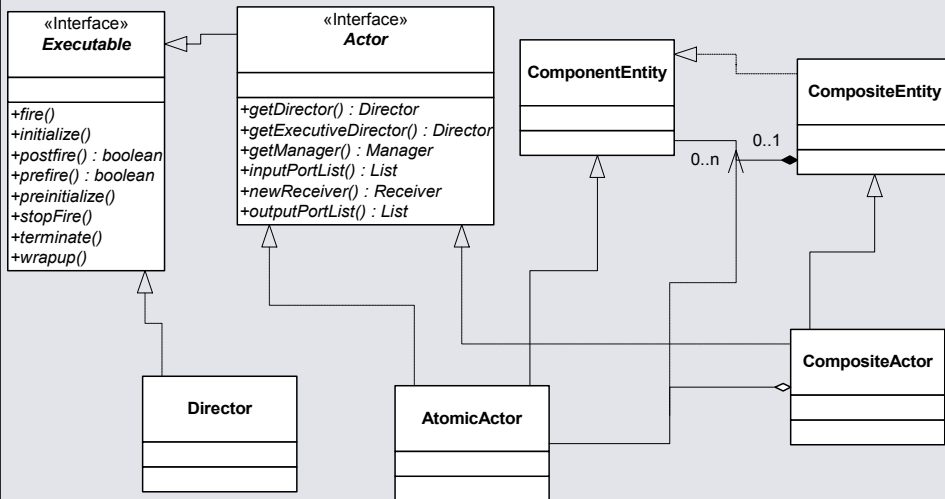 «Interface»
Executable
+fire()
+initialize()
+postfire() : boolean
+prefire() : boolean
+preinitialize()
+stopFire()
+terminate()
+wrapup()
«Interface»
Actor
+getDirector() : Director
+getExecutiveDirector() : Director
+getManager() : Manager
+inputPortList() : List
+newReceiver() : Receiver
+outputPortList() : List
ComponentEntity
CompositeEntity
0..1
0..n
Director
AtomicActor
CompositeActor